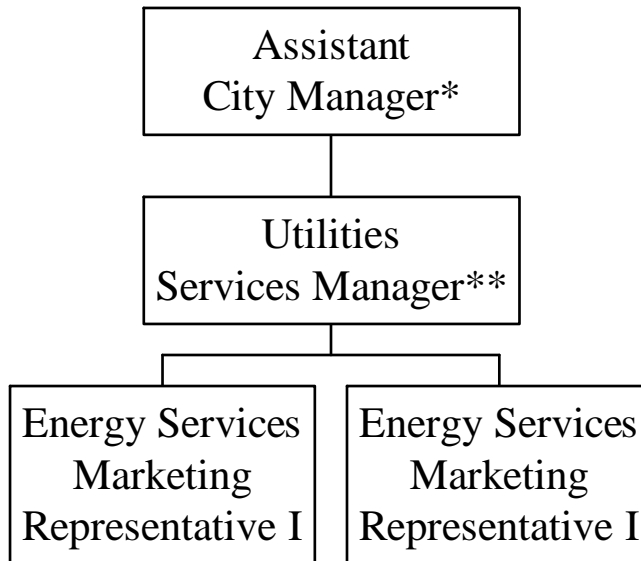 Assistant
City Manager*
Utilities
Services Manager**
Energy Services
Marketing
Representative I
Energy Services
Marketing
Representative I